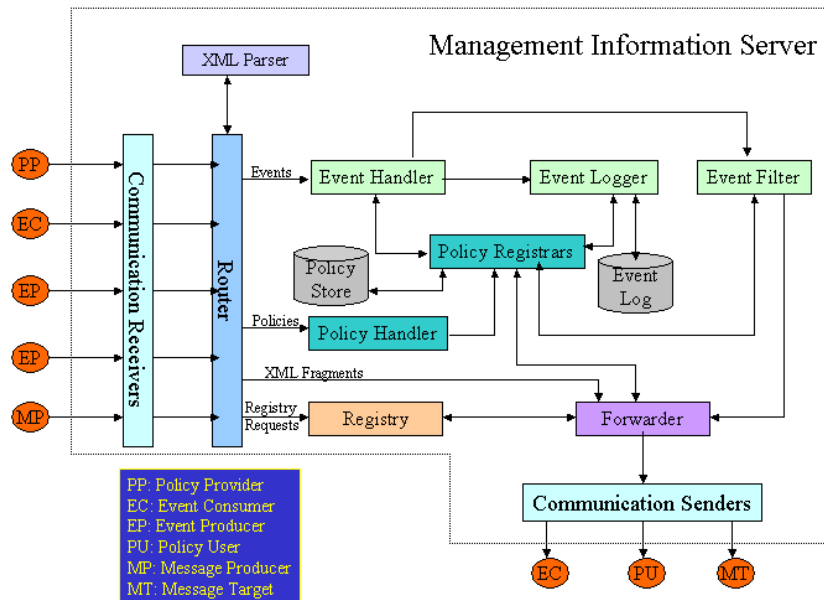 Management Information Server
XML Parser
PP
EC
EP
EP
MP
Communication Receivers
Router
Events
Event Handler
Event Logger
Event Filter
Policy Registrars
Policy
Store
Event
Log
Policies
Policy Handler
XML Fragments
Registry
Requests
Registry
Forwarder
Communication Senders
EC
PU
MT
PP: Policy Provider
EC: Event Consumer
EP: Event Producer
PU: Policy User
MP: Message Producer
MT: Message Target